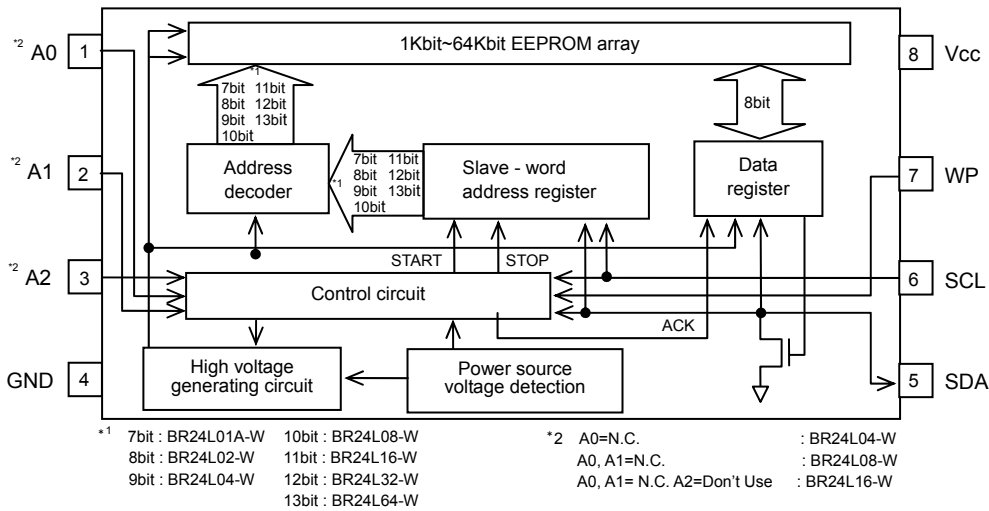 1Kbit~64Kbit EEPROM array
*2 A0 1
8 Vcc
*1
7bit 11bit
8bit 12bit
9bit 13bit
10bit
8bit
*2 A1 2
Address
decoder
*1
7bit 11bit
8bit 12bit
9bit 13bit
10bit
Slave - word
address register
Data
register
7 WP
START
STOP
*2 A2 3
Control circuit
6 SCL
ACK
GND 4
High voltage
generating circuit
Power source
voltage detection
5 SDA
*1 7bit : BR24L01A-W 10bit : BR24L08-W
8bit : BR24L02-W 11bit : BR24L16-W
9bit : BR24L04-W 12bit : BR24L32-W
13bit : BR24L64-W
*2 A0=N.C. : BR24L04-W
A0, A1=N.C. : BR24L08-W
A0, A1= N.C. A2=Don't Use : BR24L16-W